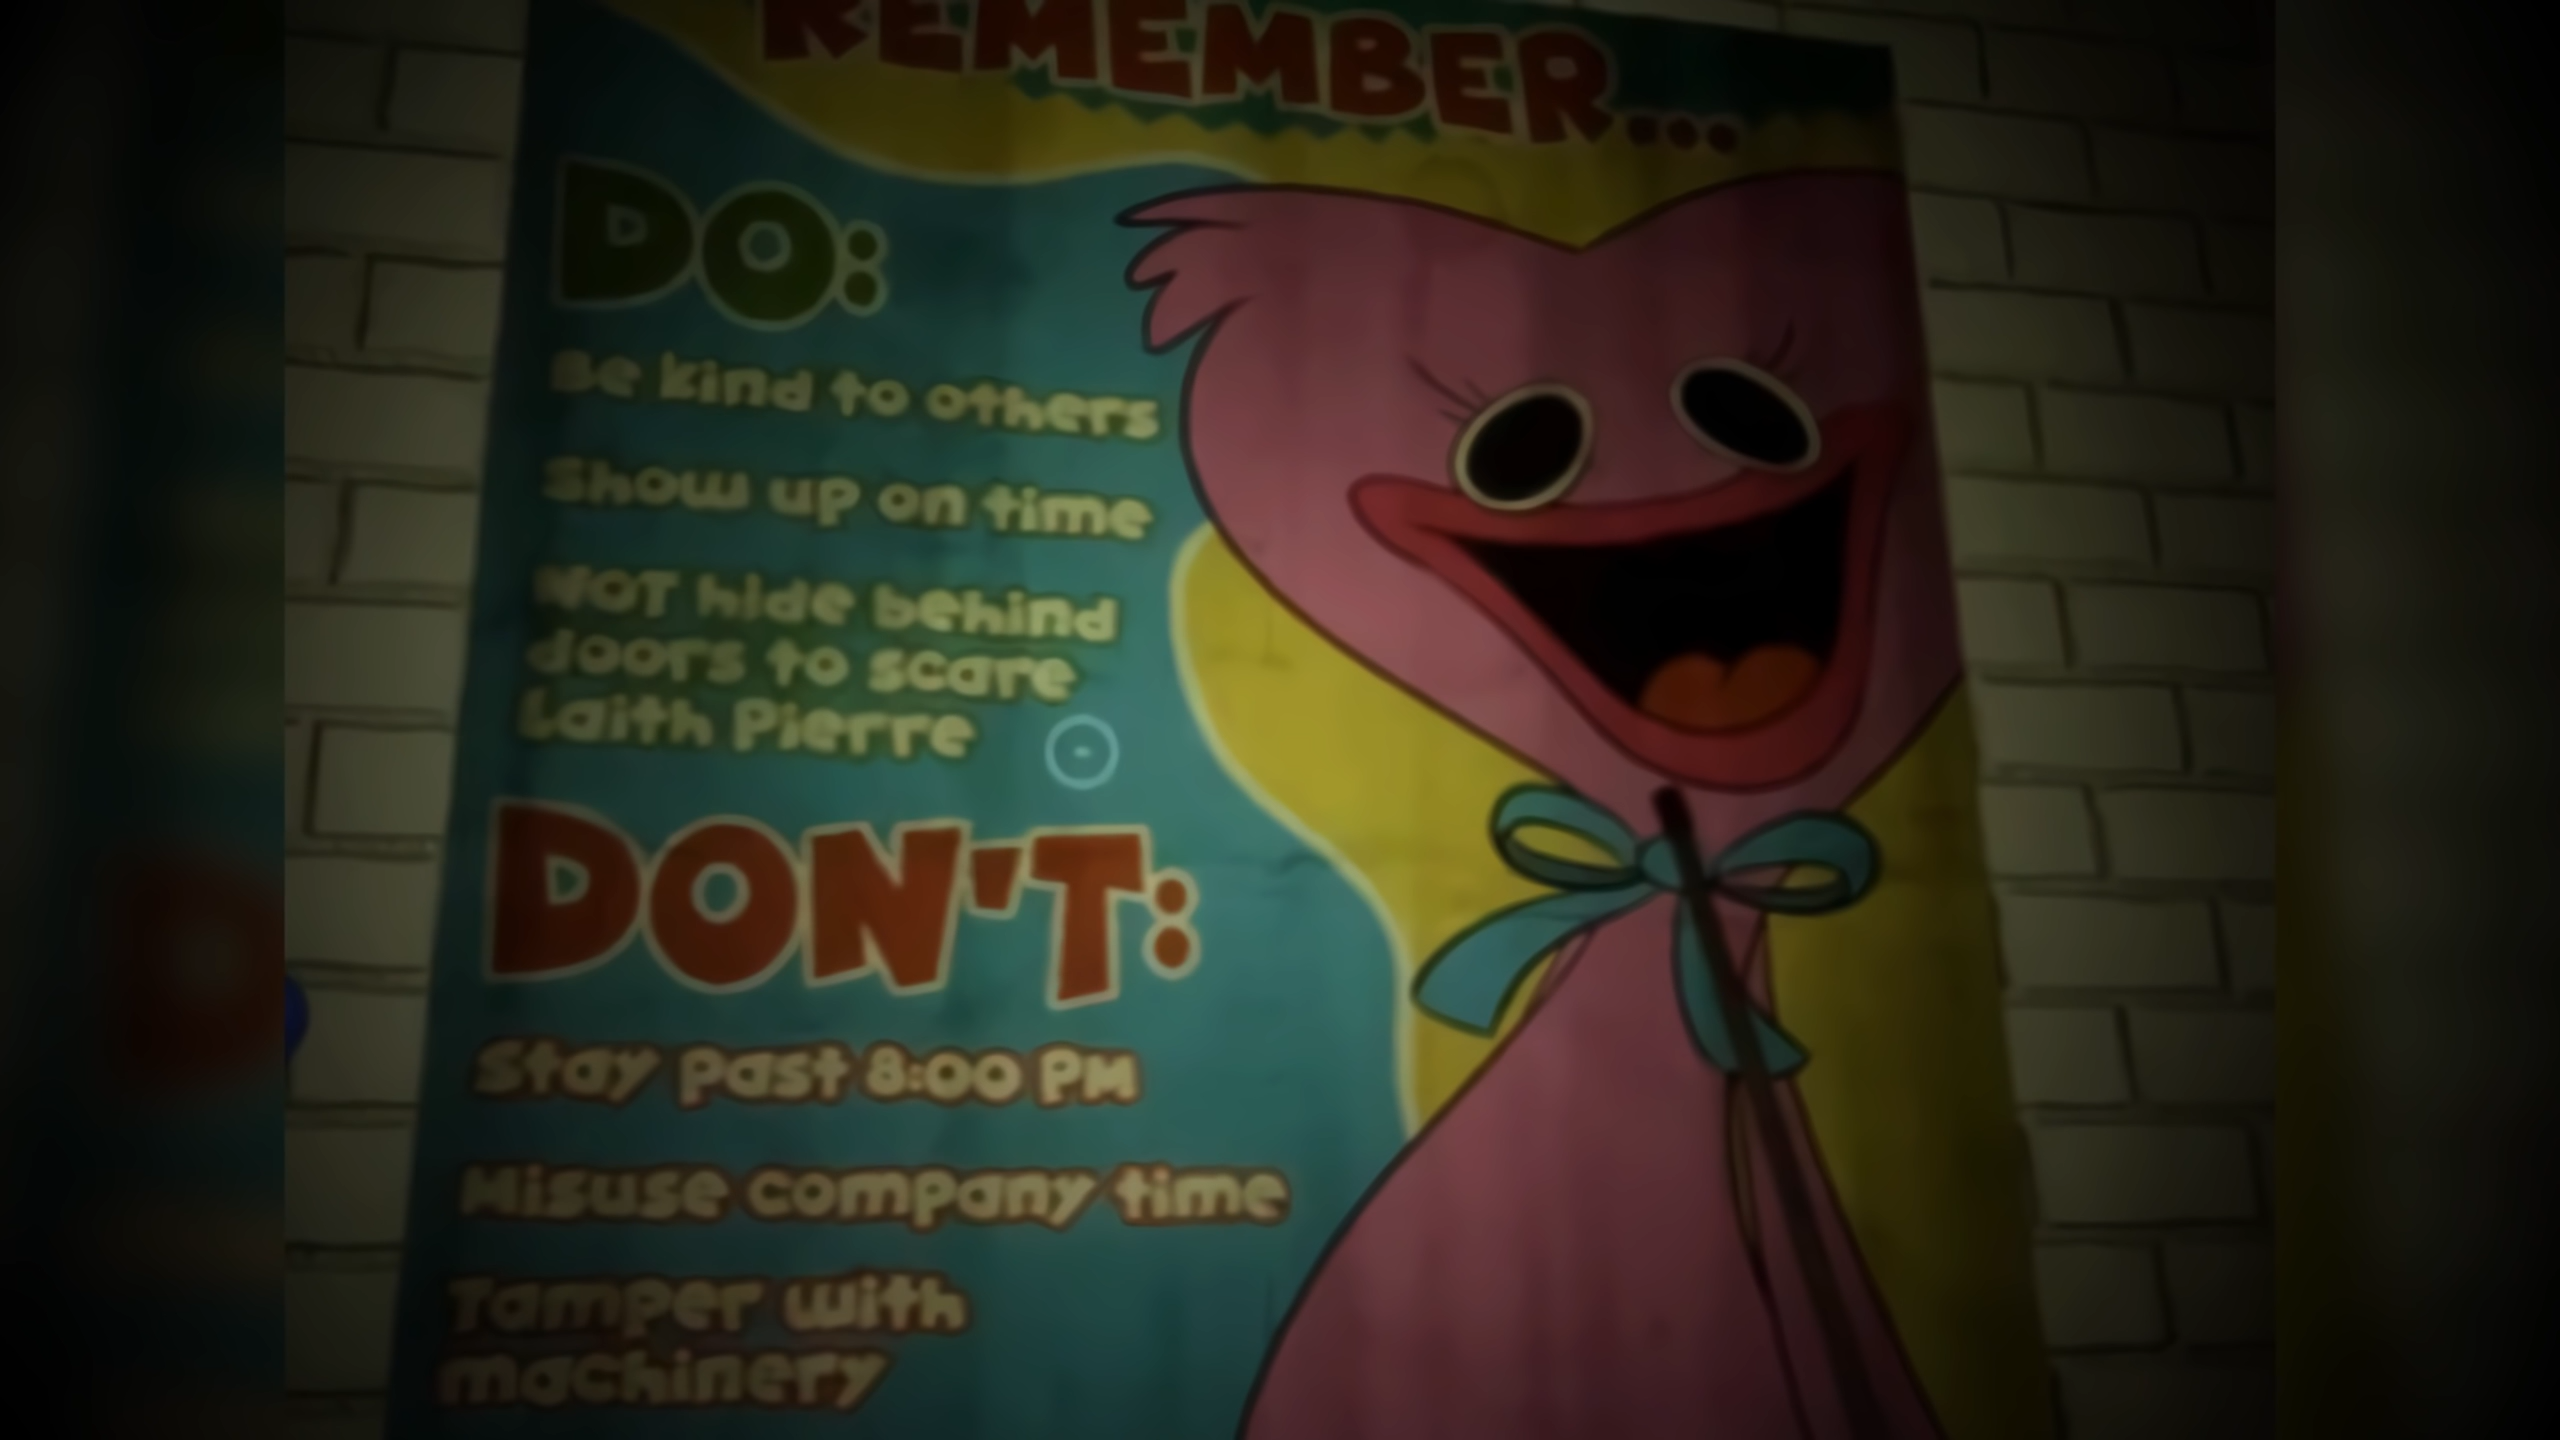 REMEMBER...
DO:
Be kind to others
Show up on time
NOT hide behind
doors to scare
Laith Pierre
DON'T:
Stay past 8:00 PM
Misuse company time
Tamper with
machinery